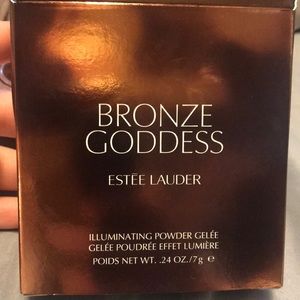 BRONZE
GODDESS
ESTĒE LAUDER
ILLUMINATING POWDER GELÉE
GELÉE POUDRÉE EFFET LUMIÈRE
POIDS NET WT. .24 OZ./7g ℮